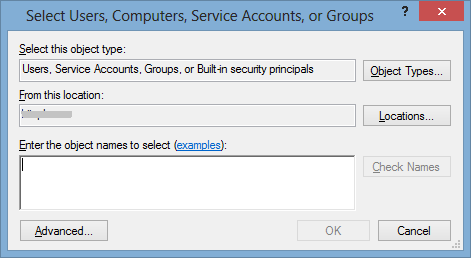 Select Users, Computers, Service Accounts, or Groups
?
Select this object type:
Users, Service Accounts, Groups, or Built-in security principals
Object Types...
From this location:
Locations...
Enter the object names to select (examples):
Check Names
Advanced...
OK
Cancel